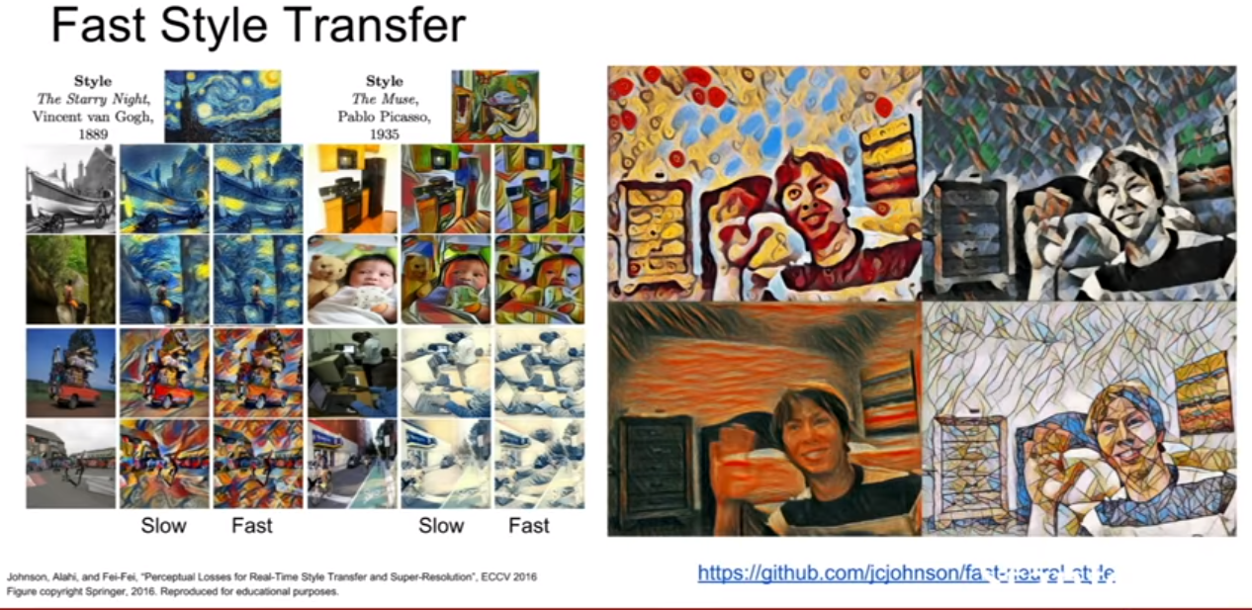 Fast Style Transfer
Style
The Starry Night,
Vincent van Gogh,
1889
Style
The Muse,
Pablo Picasso,
1935
Slow
Fast
Slow
Fast
Johnson, Alahi, and Fei-Fei, “Perceptual Losses for Real-Time Style Transfer and Super-Resolution”, ECCV 2016
Figure copyright Springer, 2016. Reproduced for educational purposes.
https://github.com/jcjohnson/fast-neural-style